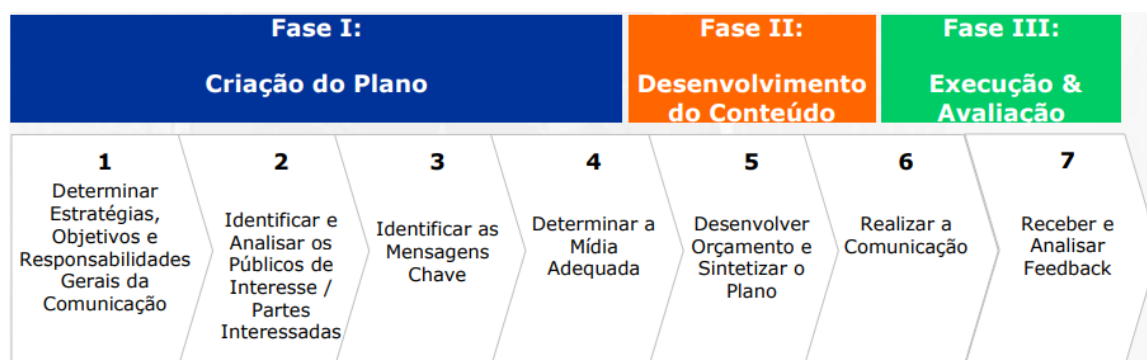 Fase I:
Criação do Plano
Fase II:
Desenvolvimento
do Conteúdo
Fase III:
Execução &
Avaliação
1
Determinar
Estratégias,
Objetivos e
Responsabilidades
Gerais da
Comunicação
2
Identificar e
Analisar os
Públicos de
Interesse /
Partes
Interessadas
3
Identificar as
Mensagens
Chave
4
Determinar a
Mídia
Adequada
5
Desenvolver
Orçamento e
Sintetizar o
Plano
6
Realizar a
Comunicação
7
Receber e
Analisar
Feedback